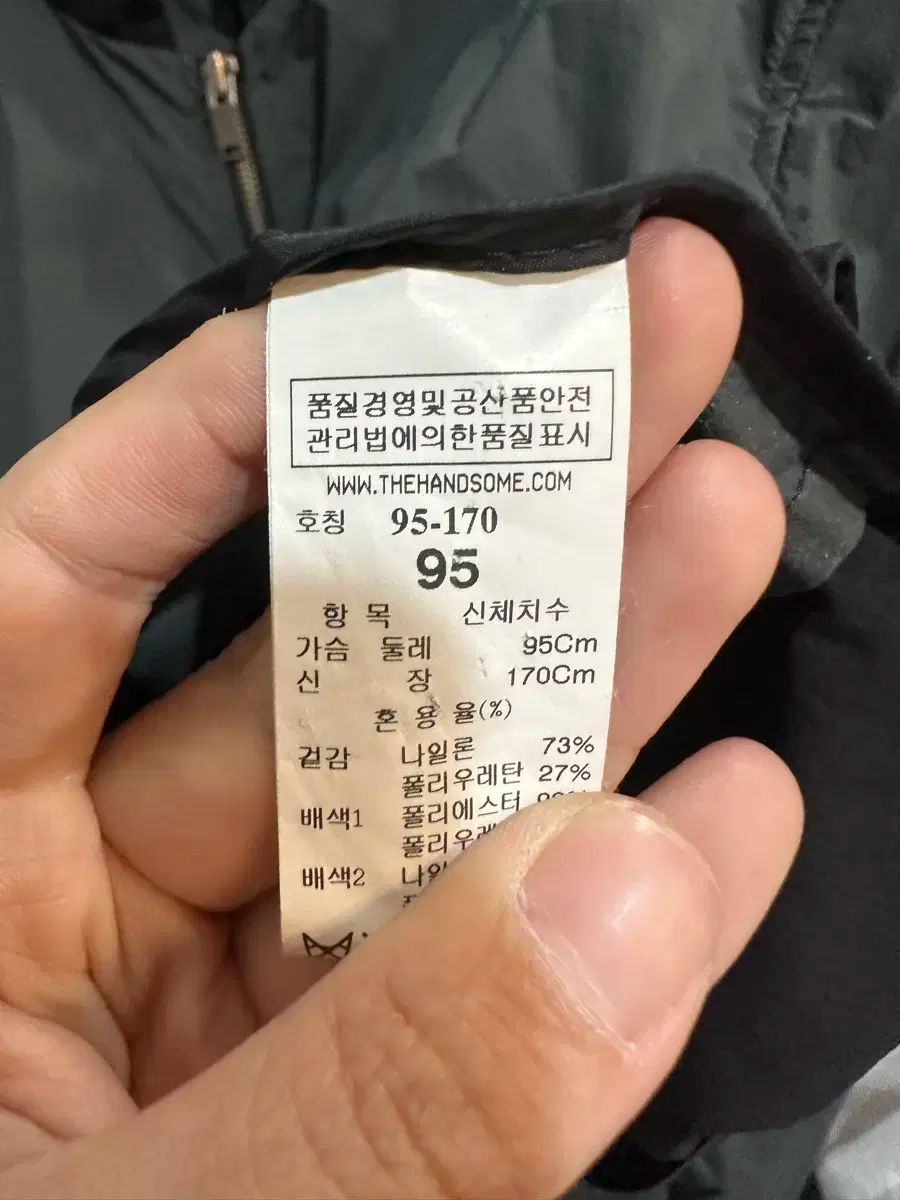 품질경영및공산품안전
관리법에의한품질표시
WWW.THEHANDSOME.COM
호칭 95-170
95
항 목 신체치수
가슴 둘레 95Cm
신 장 170Cm
혼 용 율(%)
겉감 나일론 73%
폴리우레탄 27%
배색1 폴리에스터
배색2